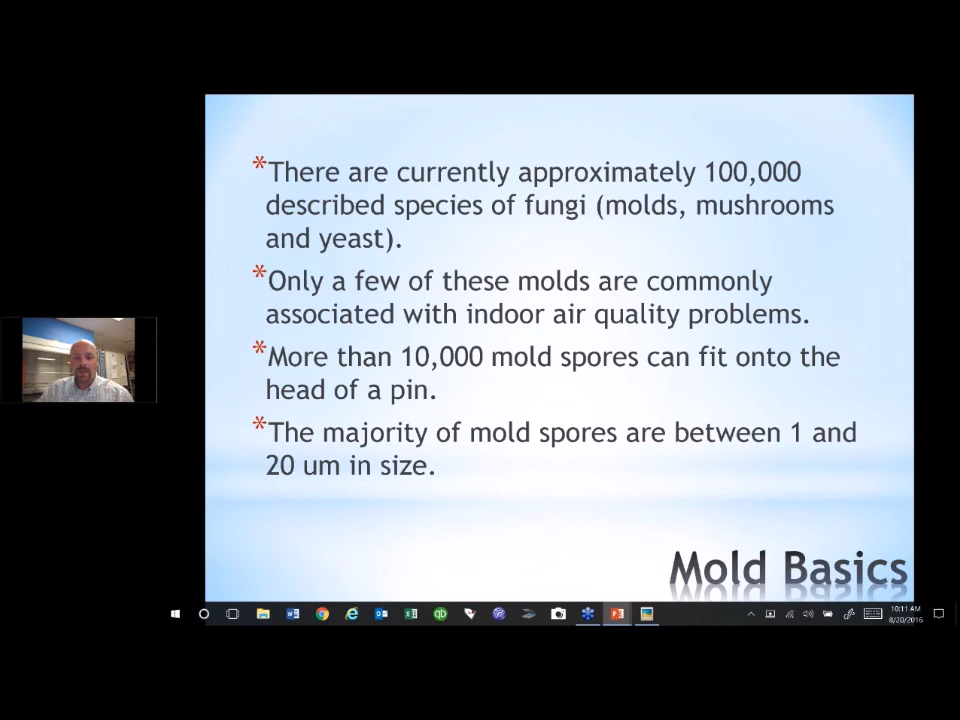 *There are currently approximately 100,000
described species of fungi (molds, mushrooms
and yeast).
*Only a few of these molds are commonly
associated with indoor air quality problems.
*More than 10,000 mold spores can fit onto the
head of a pin.
*The majority of mold spores are between 1 and
20 um in size.
Mold Basics
10:11 AM
8/20/2016